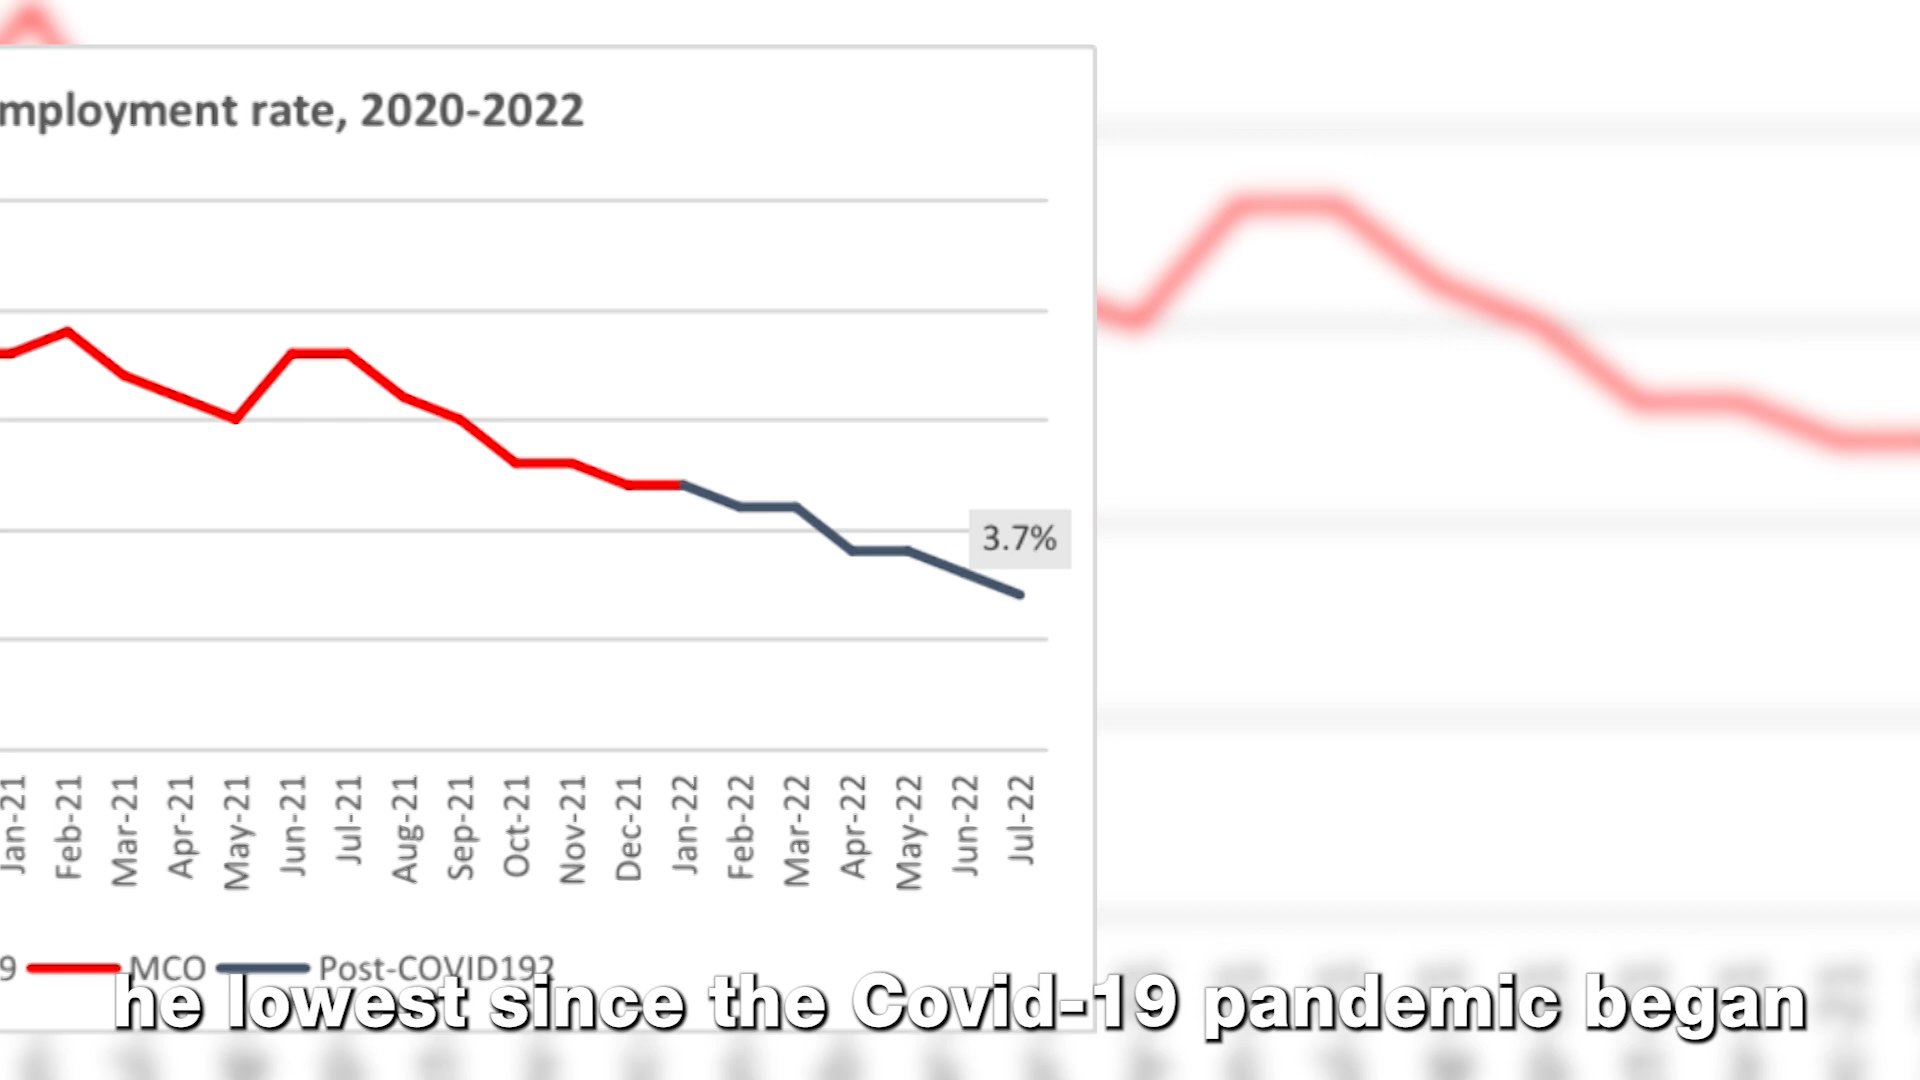 mployment rate, 2020-2022
3.7%
Jan-21
Feb-21
Mar-21
Apr-21
May-21
Jun-21
Jul-21
Aug-21
Sep-21
Oct-21
Nov-21
Dec-21
Jan-22
Feb-22
Mar-22
Apr-22
May-22
Jun-22
Jul-22
9 MCO Post-COVID192
he lowest since the Covid-19 pandemic began